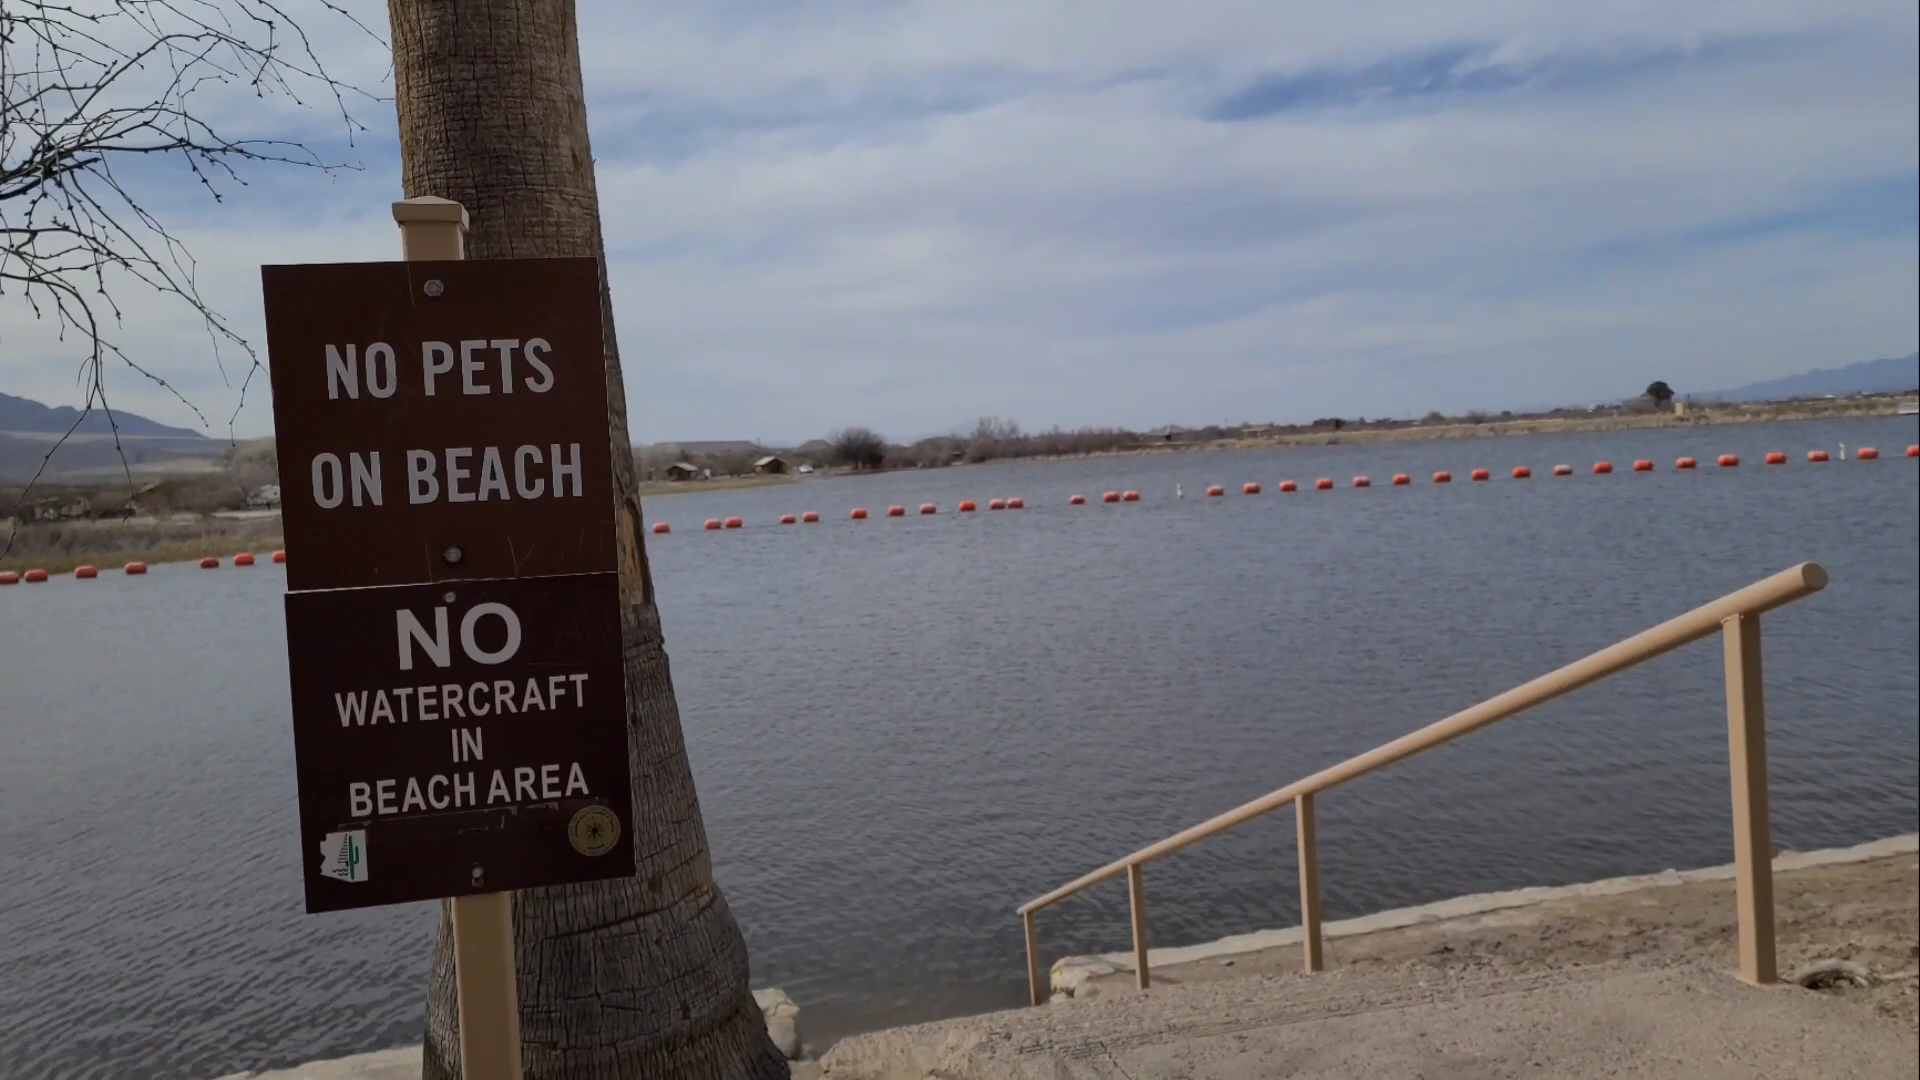 NO PETS
ON BEACH
NO
WATERCRAFT
IN
BEACH AREA